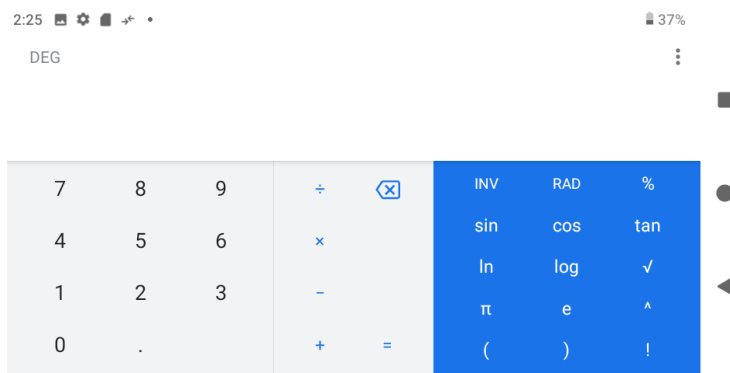 2:25 37%
DEG
7 8 9 ÷ INV RAD %
4 5 6 × sin cos tan
1 2 3 − ln log √
0 . + = π e ^
( ) !